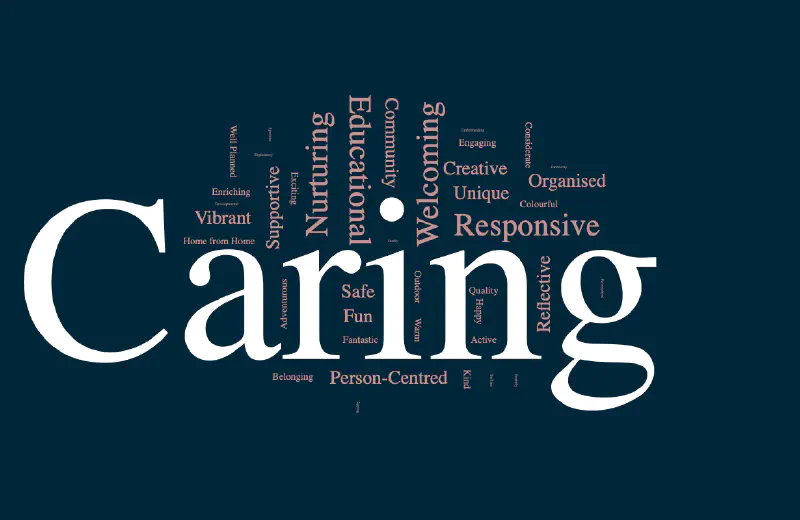 Well Planned
Educational
Community
Welcoming
Nurturing
Considerate
Engaging
Supportive
Exciting
Creative
Organised
Enriching
Unique
Colourful
Vibrant
Responsive
Home from Home
Caring
Adventurous
Safe
Outdoor
Quality
Reflective
Fun
Happy
Warm
Fantastic
Active
Belonging
Person-Centred
Kind